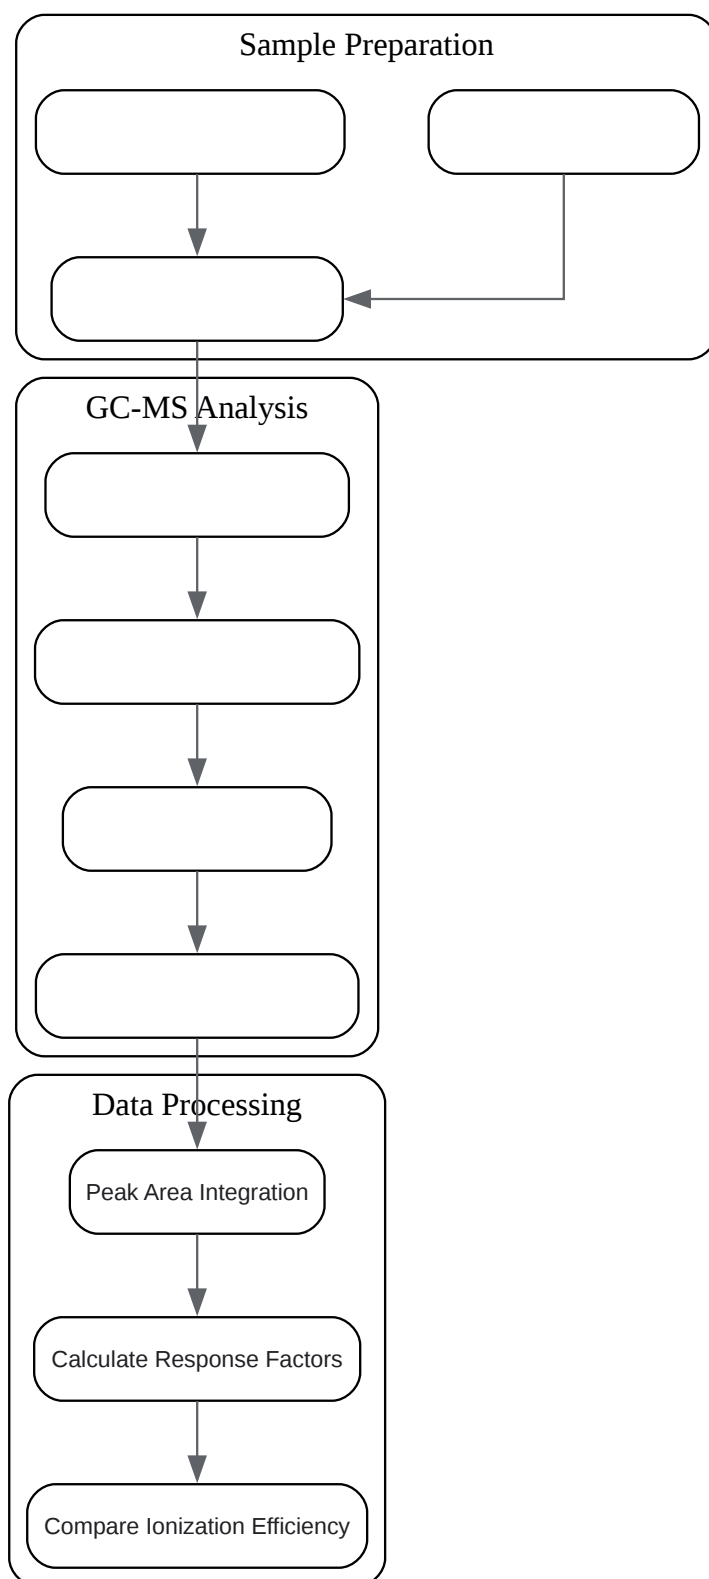 Sample Preparation
GC-MS Analysis
Data Processing
Peak Area Integration
Calculate Response Factors
Compare Ionization Efficiency